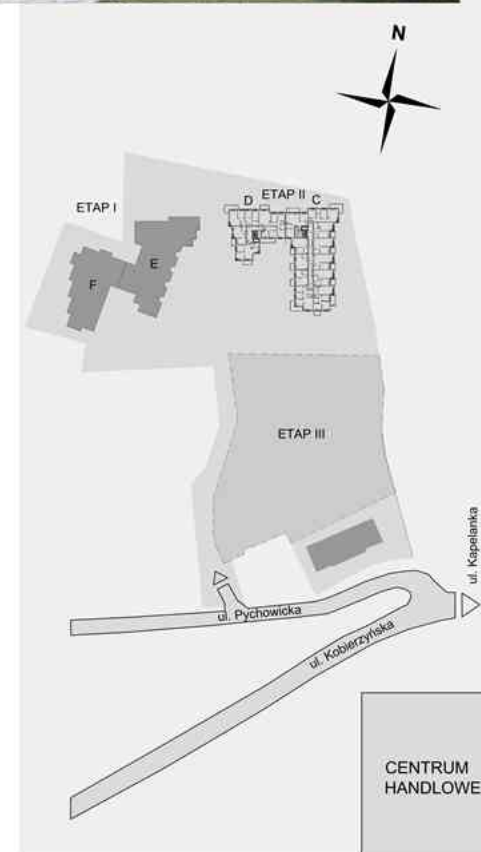 N
ETAP I
D
ETAP II
C
E
F
ETAP III
ul. Kapelanka
ul. Pychowicka
ul. Kobierzyńska
CENTRUM
HANDLOWE